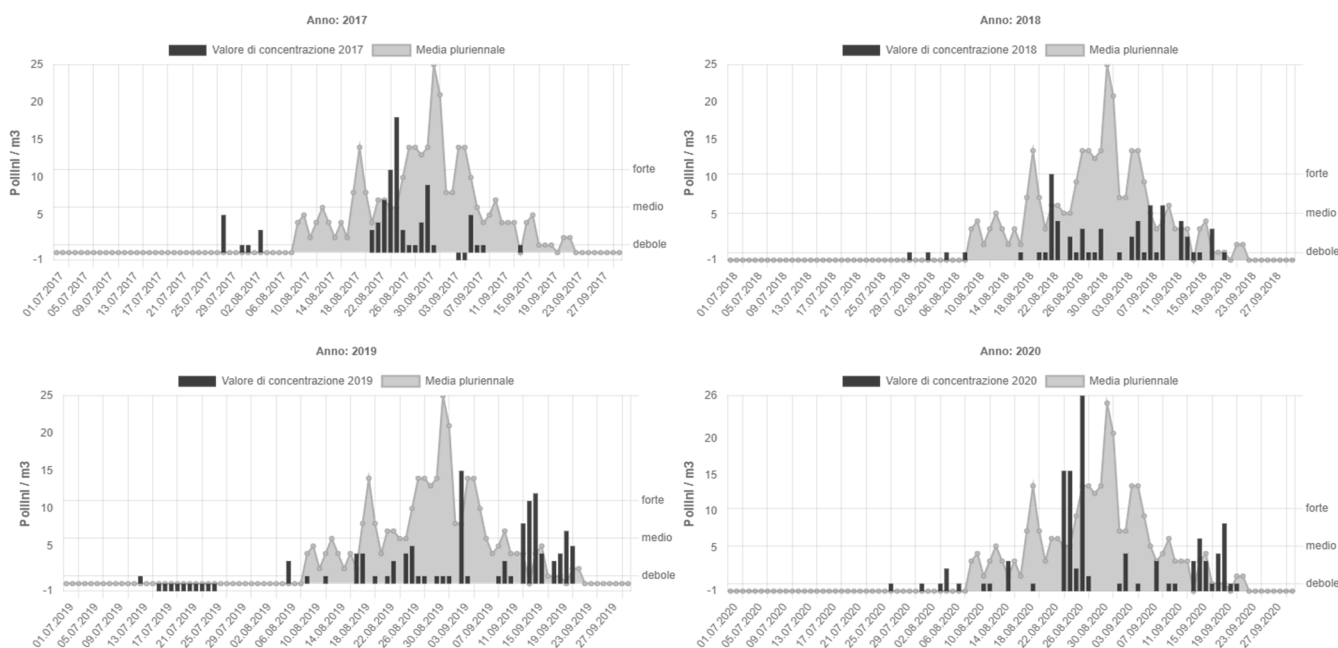 Anno: 2017
Valore di concentrazione 2017 Media pluriennale
Pollini / m3
25
20
15
10
5
-1
forte
medio
debole
01.07.2017 05.07.2017 09.07.2017 13.07.2017 17.07.2017 21.07.2017 25.07.2017 29.07.2017 02.08.2017 06.08.2017 10.08.2017 14.08.2017 18.08.2017 22.08.2017 26.08.2017 30.08.2017 03.09.2017 07.09.2017 11.09.2017 15.09.2017 19.09.2017 23.09.2017 27.09.2017
Anno: 2018
Valore di concentrazione 2018 Media pluriennale
Pollini / m3
25
20
15
10
5
-1
forte
medio
debole
01.07.2018 05.07.2018 09.07.2018 13.07.2018 17.07.2018 21.07.2018 25.07.2018 29.07.2018 02.08.2018 06.08.2018 10.08.2018 14.08.2018 18.08.2018 22.08.2018 26.08.2018 30.08.2018 03.09.2018 07.09.2018 11.09.2018 15.09.2018 19.09.2018 23.09.2018 27.09.2018
Anno: 2019
Valore di concentrazione 2019 Media pluriennale
Pollini / m3
25
20
15
10
5
-1
forte
medio
debole
01.07.2019 05.07.2019 09.07.2019 13.07.2019 17.07.2019 21.07.2019 25.07.2019 29.07.2019 02.08.2019 06.08.2019 10.08.2019 14.08.2019 18.08.2019 22.08.2019 26.08.2019 30.08.2019 03.09.2019 07.09.2019 11.09.2019 15.09.2019 19.09.2019 23.09.2019 27.09.2019
Anno: 2020
Valore di concentrazione 2020 Media pluriennale
Pollini / m3
26
20
15
10
5
-1
forte
medio
debole
01.07.2020 05.07.2020 09.07.2020 13.07.2020 17.07.2020 21.07.2020 25.07.2020 29.07.2020 02.08.2020 06.08.2020 10.08.2020 14.08.2020 18.08.2020 22.08.2020 26.08.2020 30.08.2020 03.09.2020 07.09.2020 11.09.2020 15.09.2020 19.09.2020 23.09.2020 27.09.2020